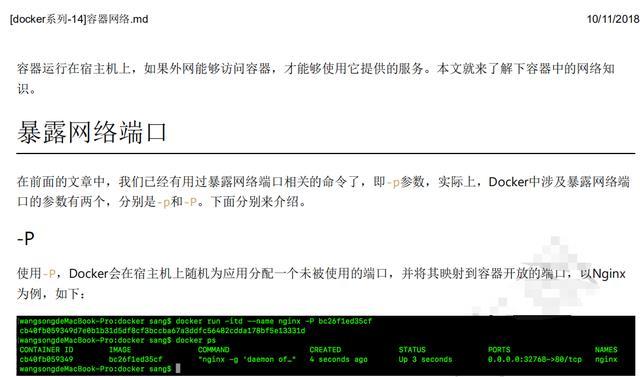 [docker系列-14]容器网络.md 10/11/2018
容器运行在宿主机上，如果外网能够访问容器，才能够使用它提供的服务。本文就来了解下容器中的网络知
识。
暴露网络端口
在前面的文章中，我们已经有用过暴露网络端口相关的命令了，即-p参数，实际上，Docker中涉及暴露网络端
口的参数有两个，分别是-p和-P。下面分别来介绍。
-P
使用-P，Docker会在宿主机上随机为应用分配一个未被使用的端口，并将其映射到容器开放的端口，以Nginx
为例，如下：
[wangsongdeMacBook-Pro:docker sang$ docker run -itd --name nginx -P bc26f1ed35cf
cb40fb059349d7e0b1b31d5df8cf3bccba67a3ddfc56482cdda178bf5e13331d
[wangsongdeMacBook-Pro:docker sang$ docker ps
CONTAINER ID IMAGE COMMAND CREATED STATUS PORTS NAMES
cb40fb059349 bc26f1ed35cf "nginx -g 'daemon of…" 4 seconds ago Up 3 seconds 0.0.0.0:32768->80/tcp nginx
wangsongdeMacBook-Pro:docker sang$